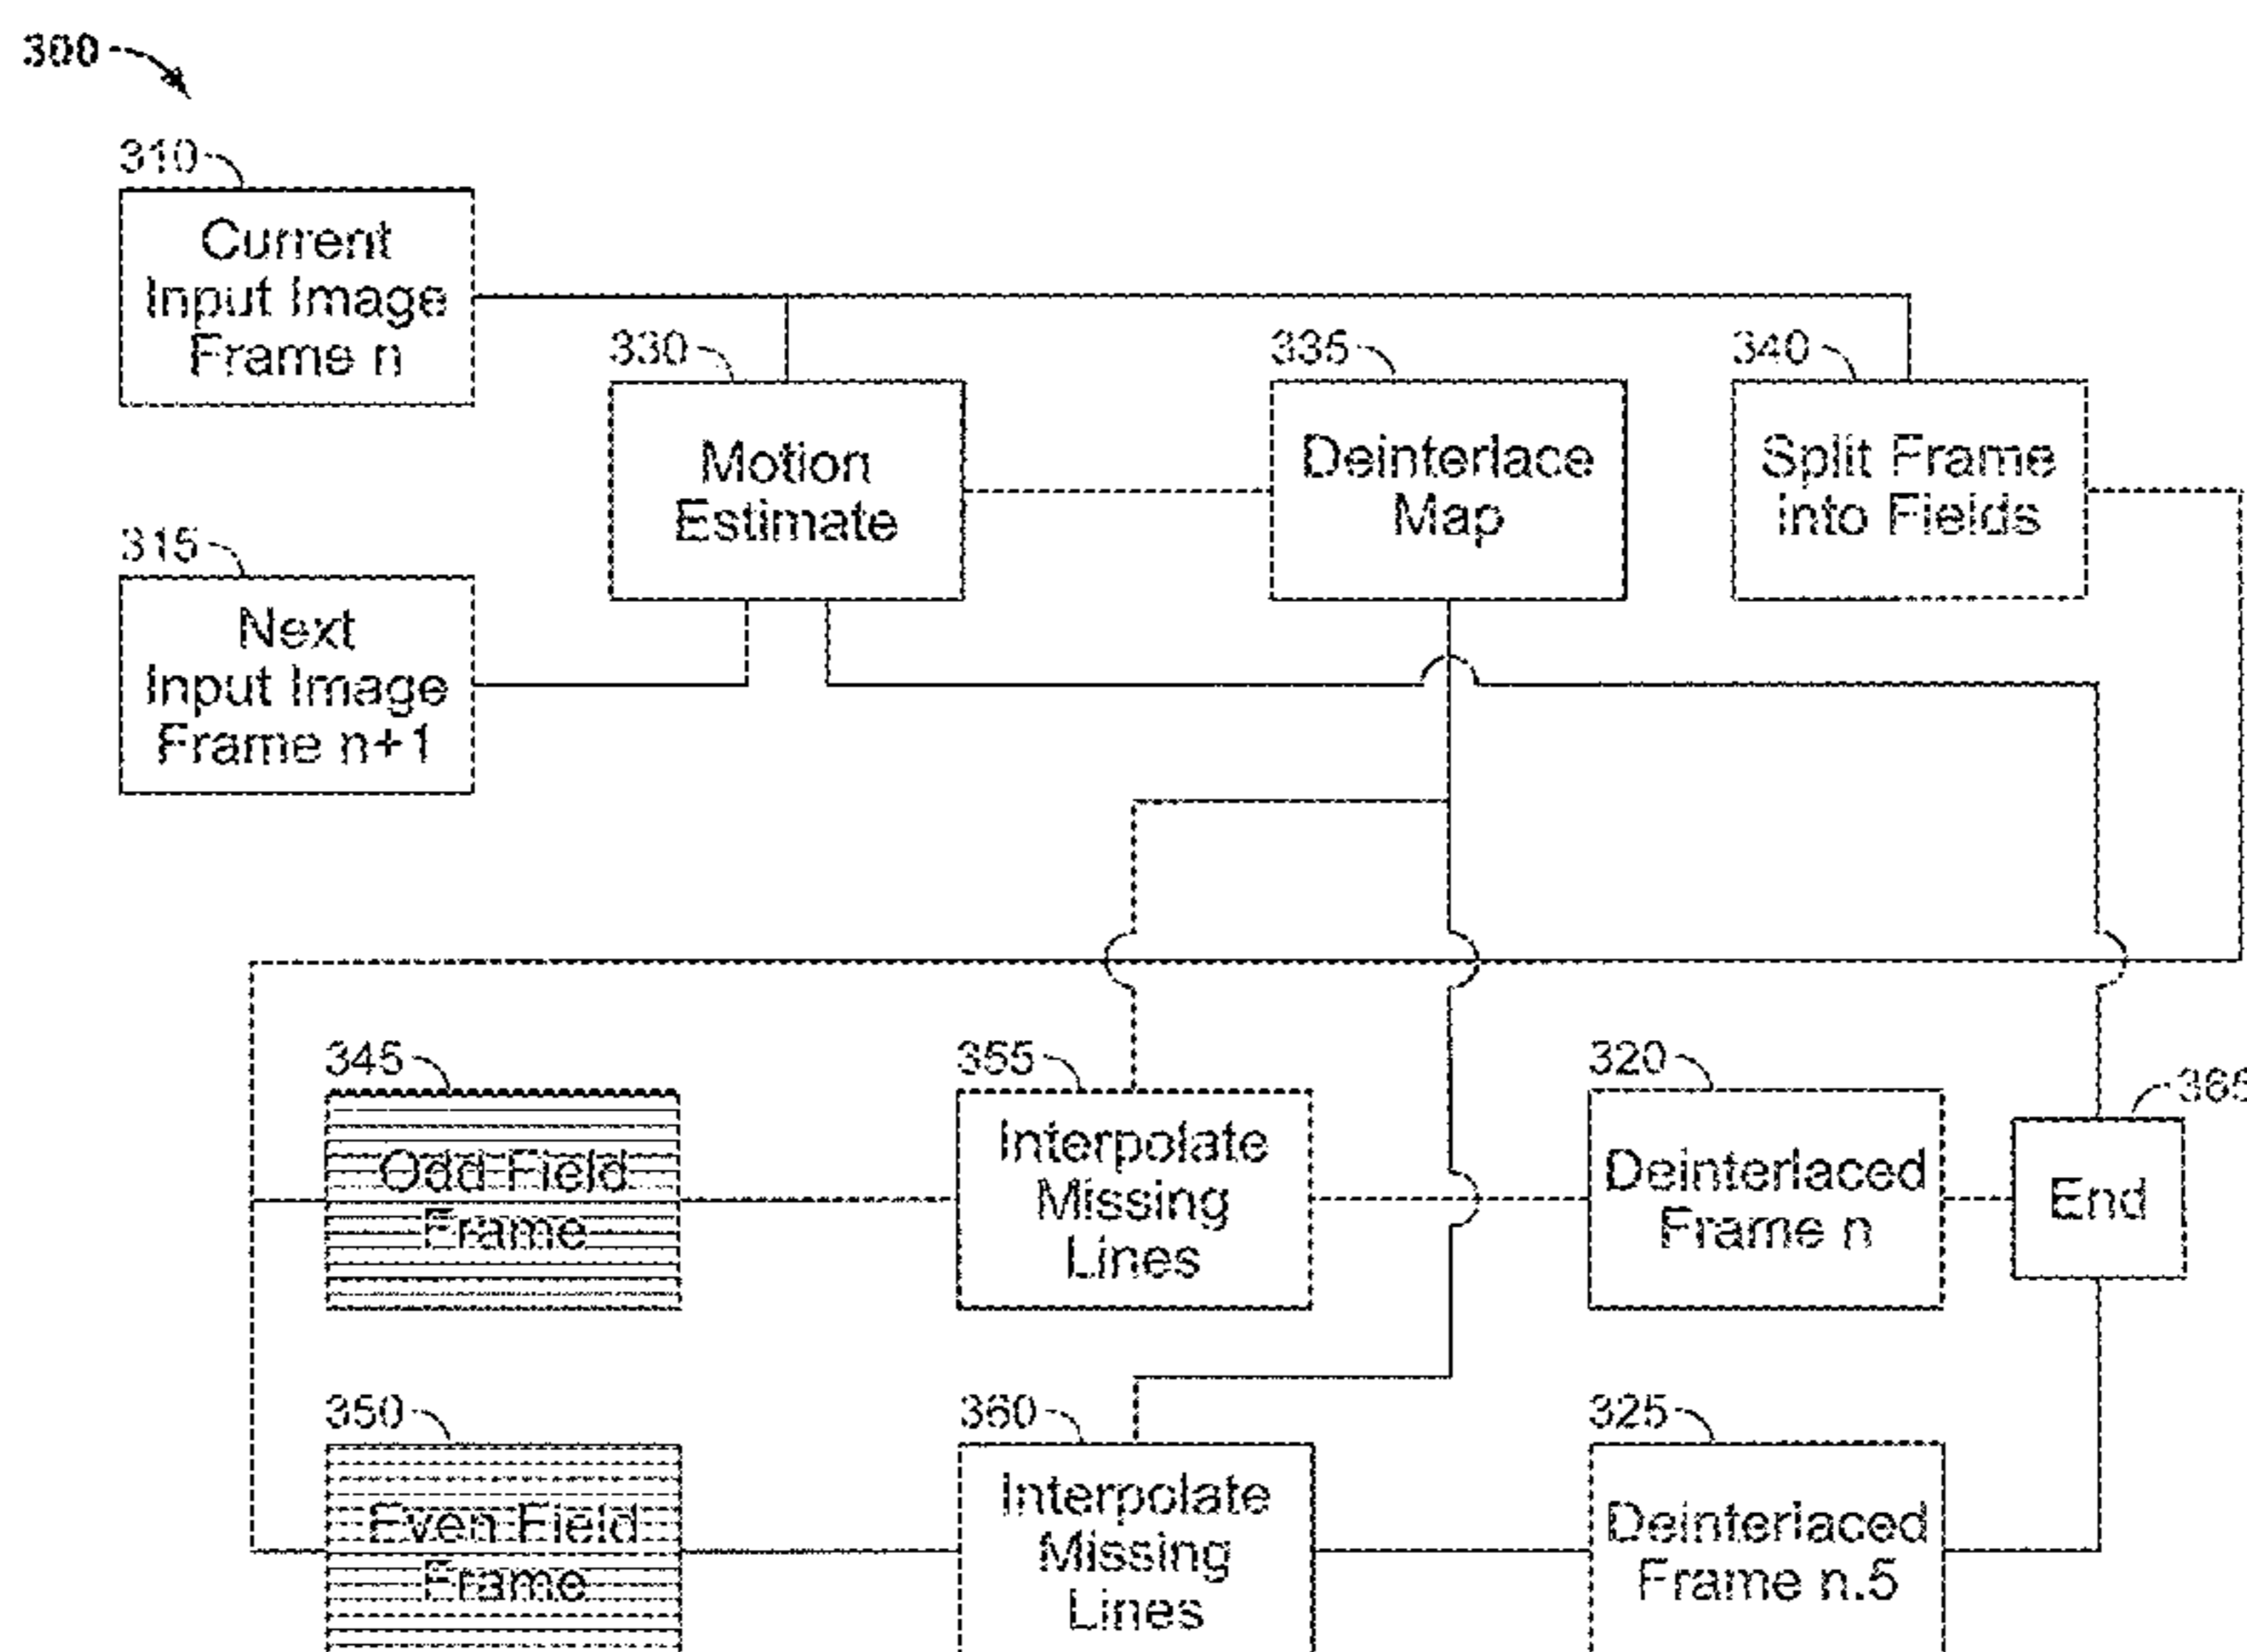 300
310
Current
Input Image
Frame n
330
335
340
Motion
Estimate
Deinterlace
Map
Split Frame
into Fields
315
Next
Input Image
Frame n+1
345
355
320
365
Odd Field
Frame
Interpolate
Missing
Lines
Deinterlaced
Frame n
End
350
360
325
Even Field
Frame
Interpolate
Missing
Lines
Deinterlaced
Frame n.5